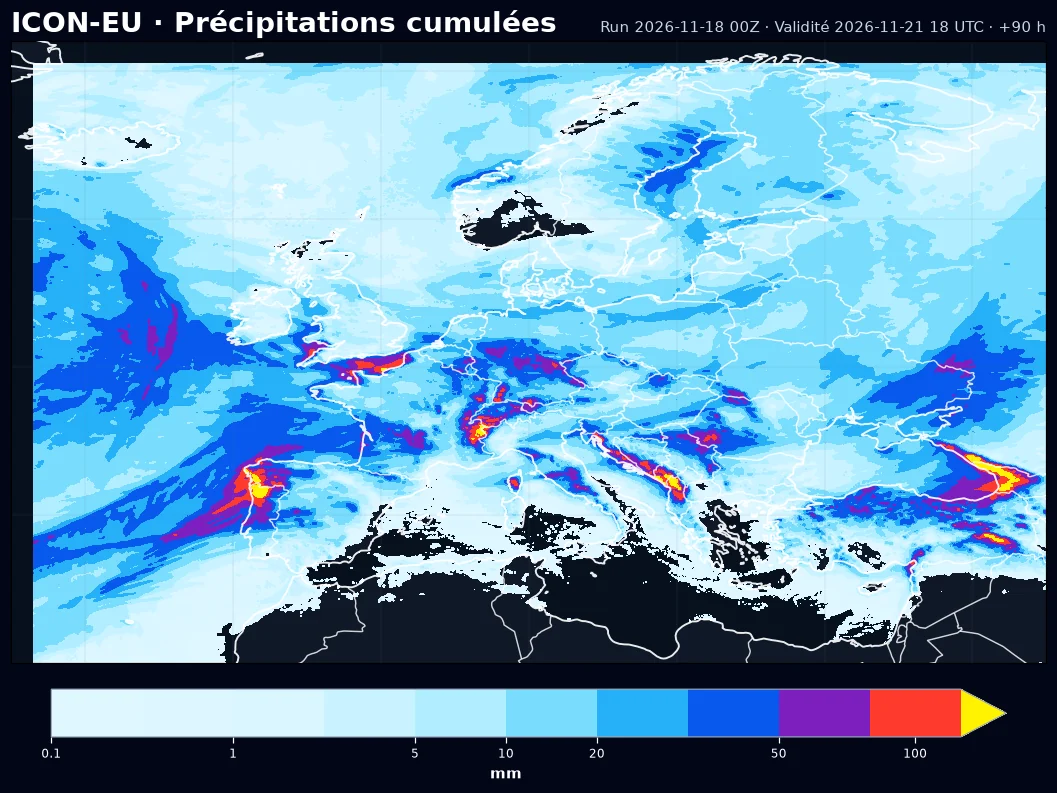 ICON-EU · Précipitations cumulées
Run 2026-11-18 00Z · Validité 2026-11-21 18 UTC · +90 h
0.1 1 5 10 20 50 100
mm